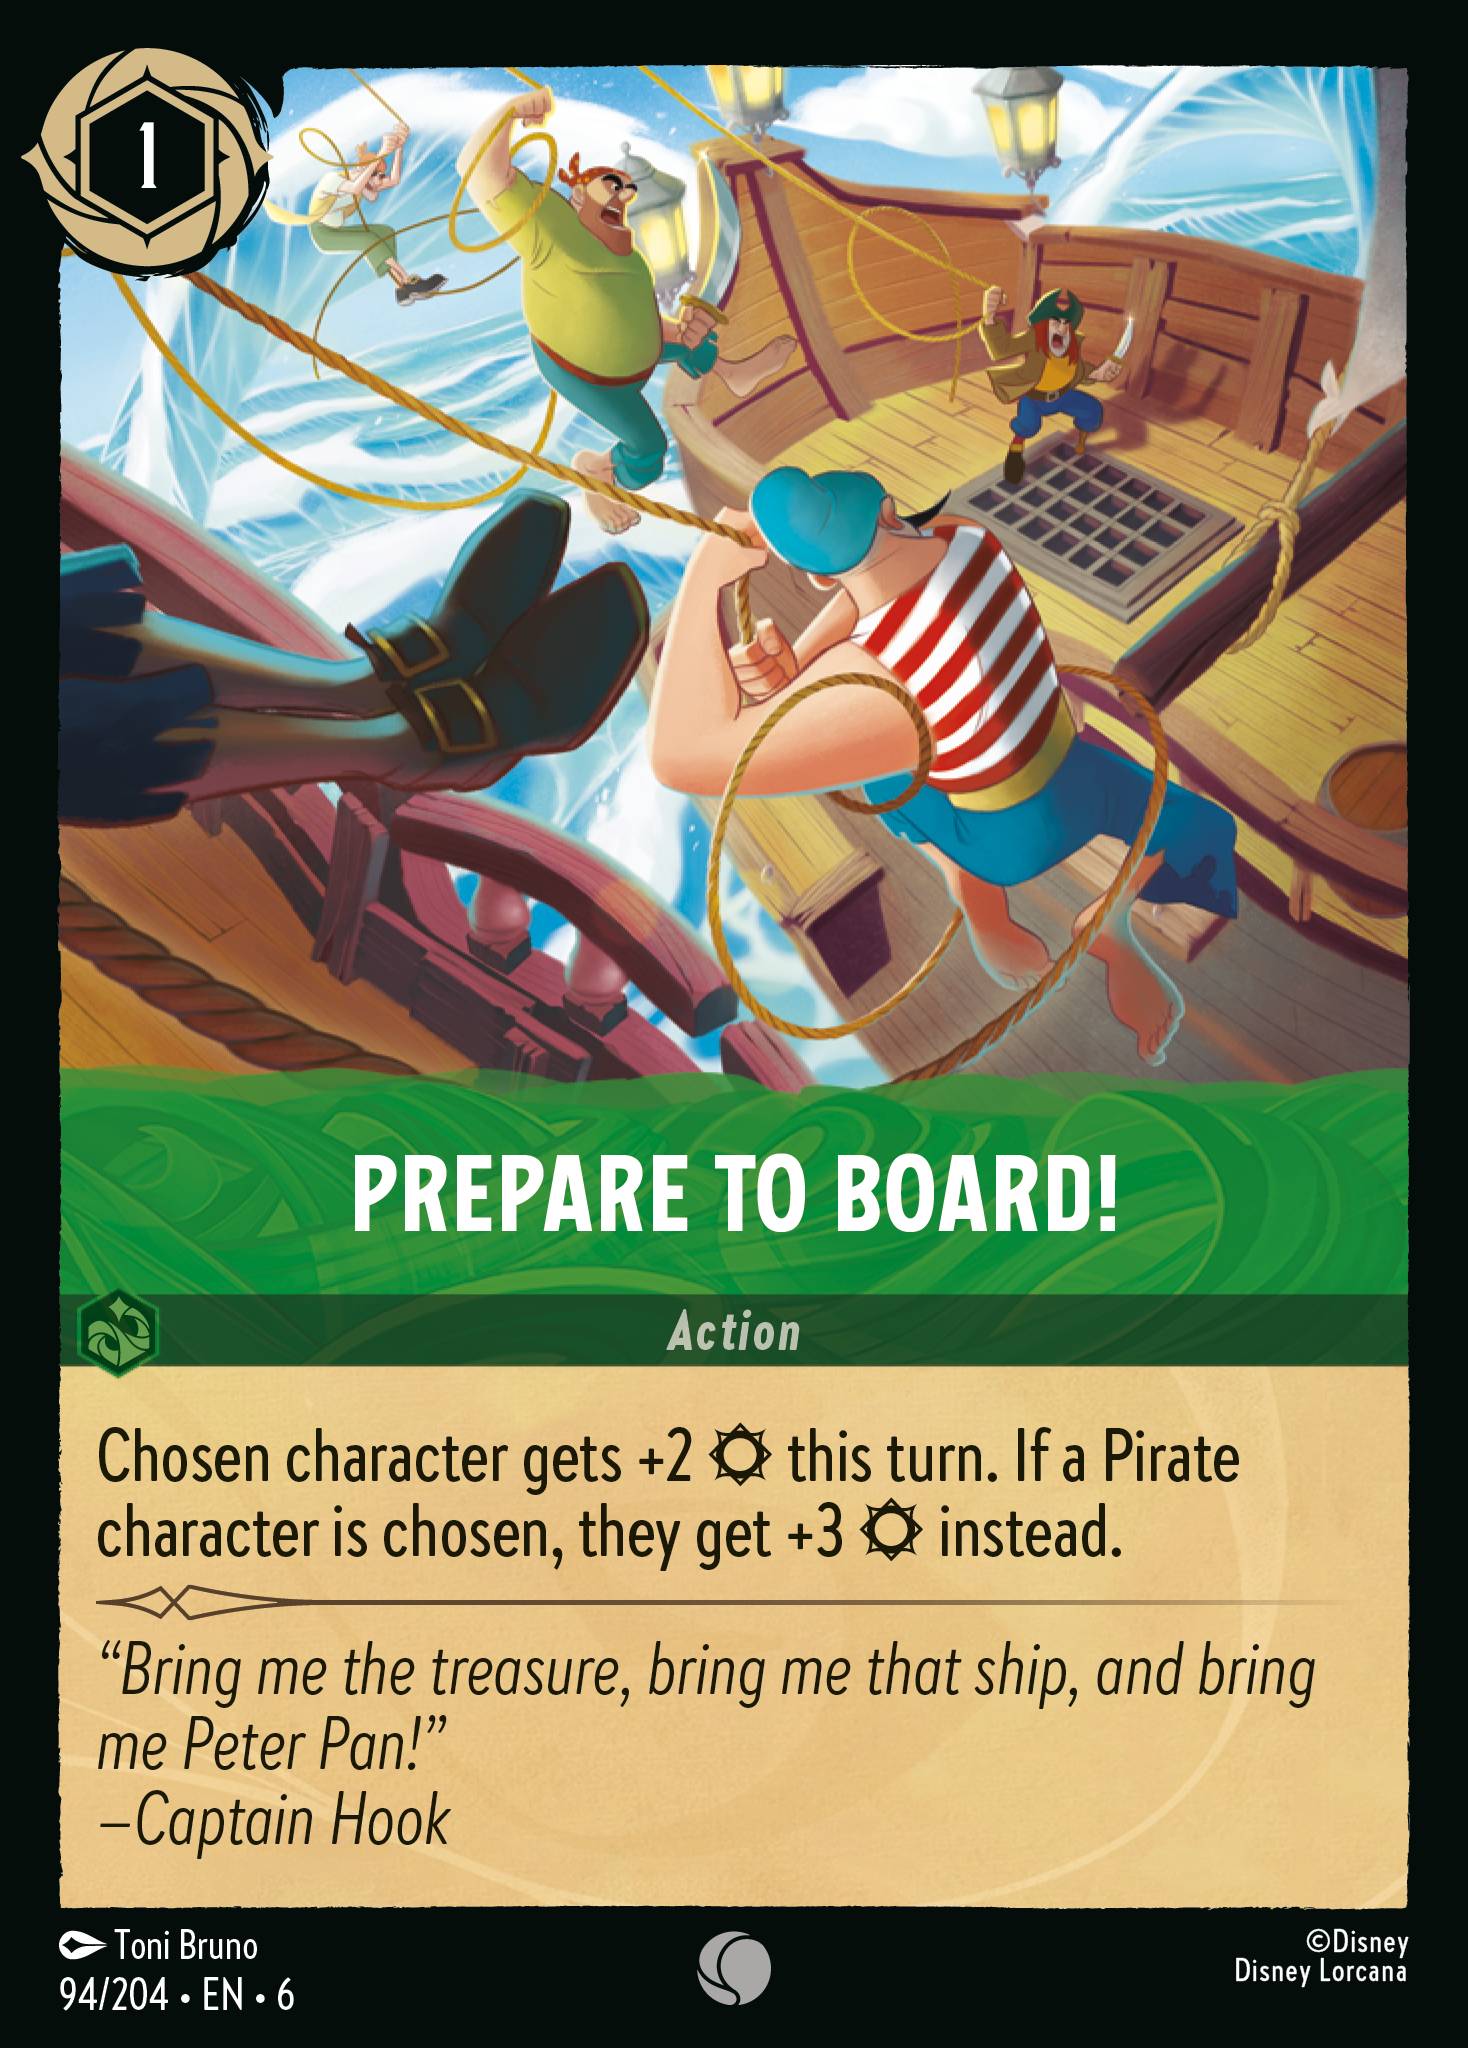 1
PREPARE TO BOARD!
Action
Chosen character gets +2 this turn. If a Pirate
character is chosen, they get +3 instead.
“Bring me the treasure, bring me that ship, and bring
me Peter Pan!”
–Captain Hook
Toni Bruno
©Disney
94/204 • EN • 6
Disney Lorcana